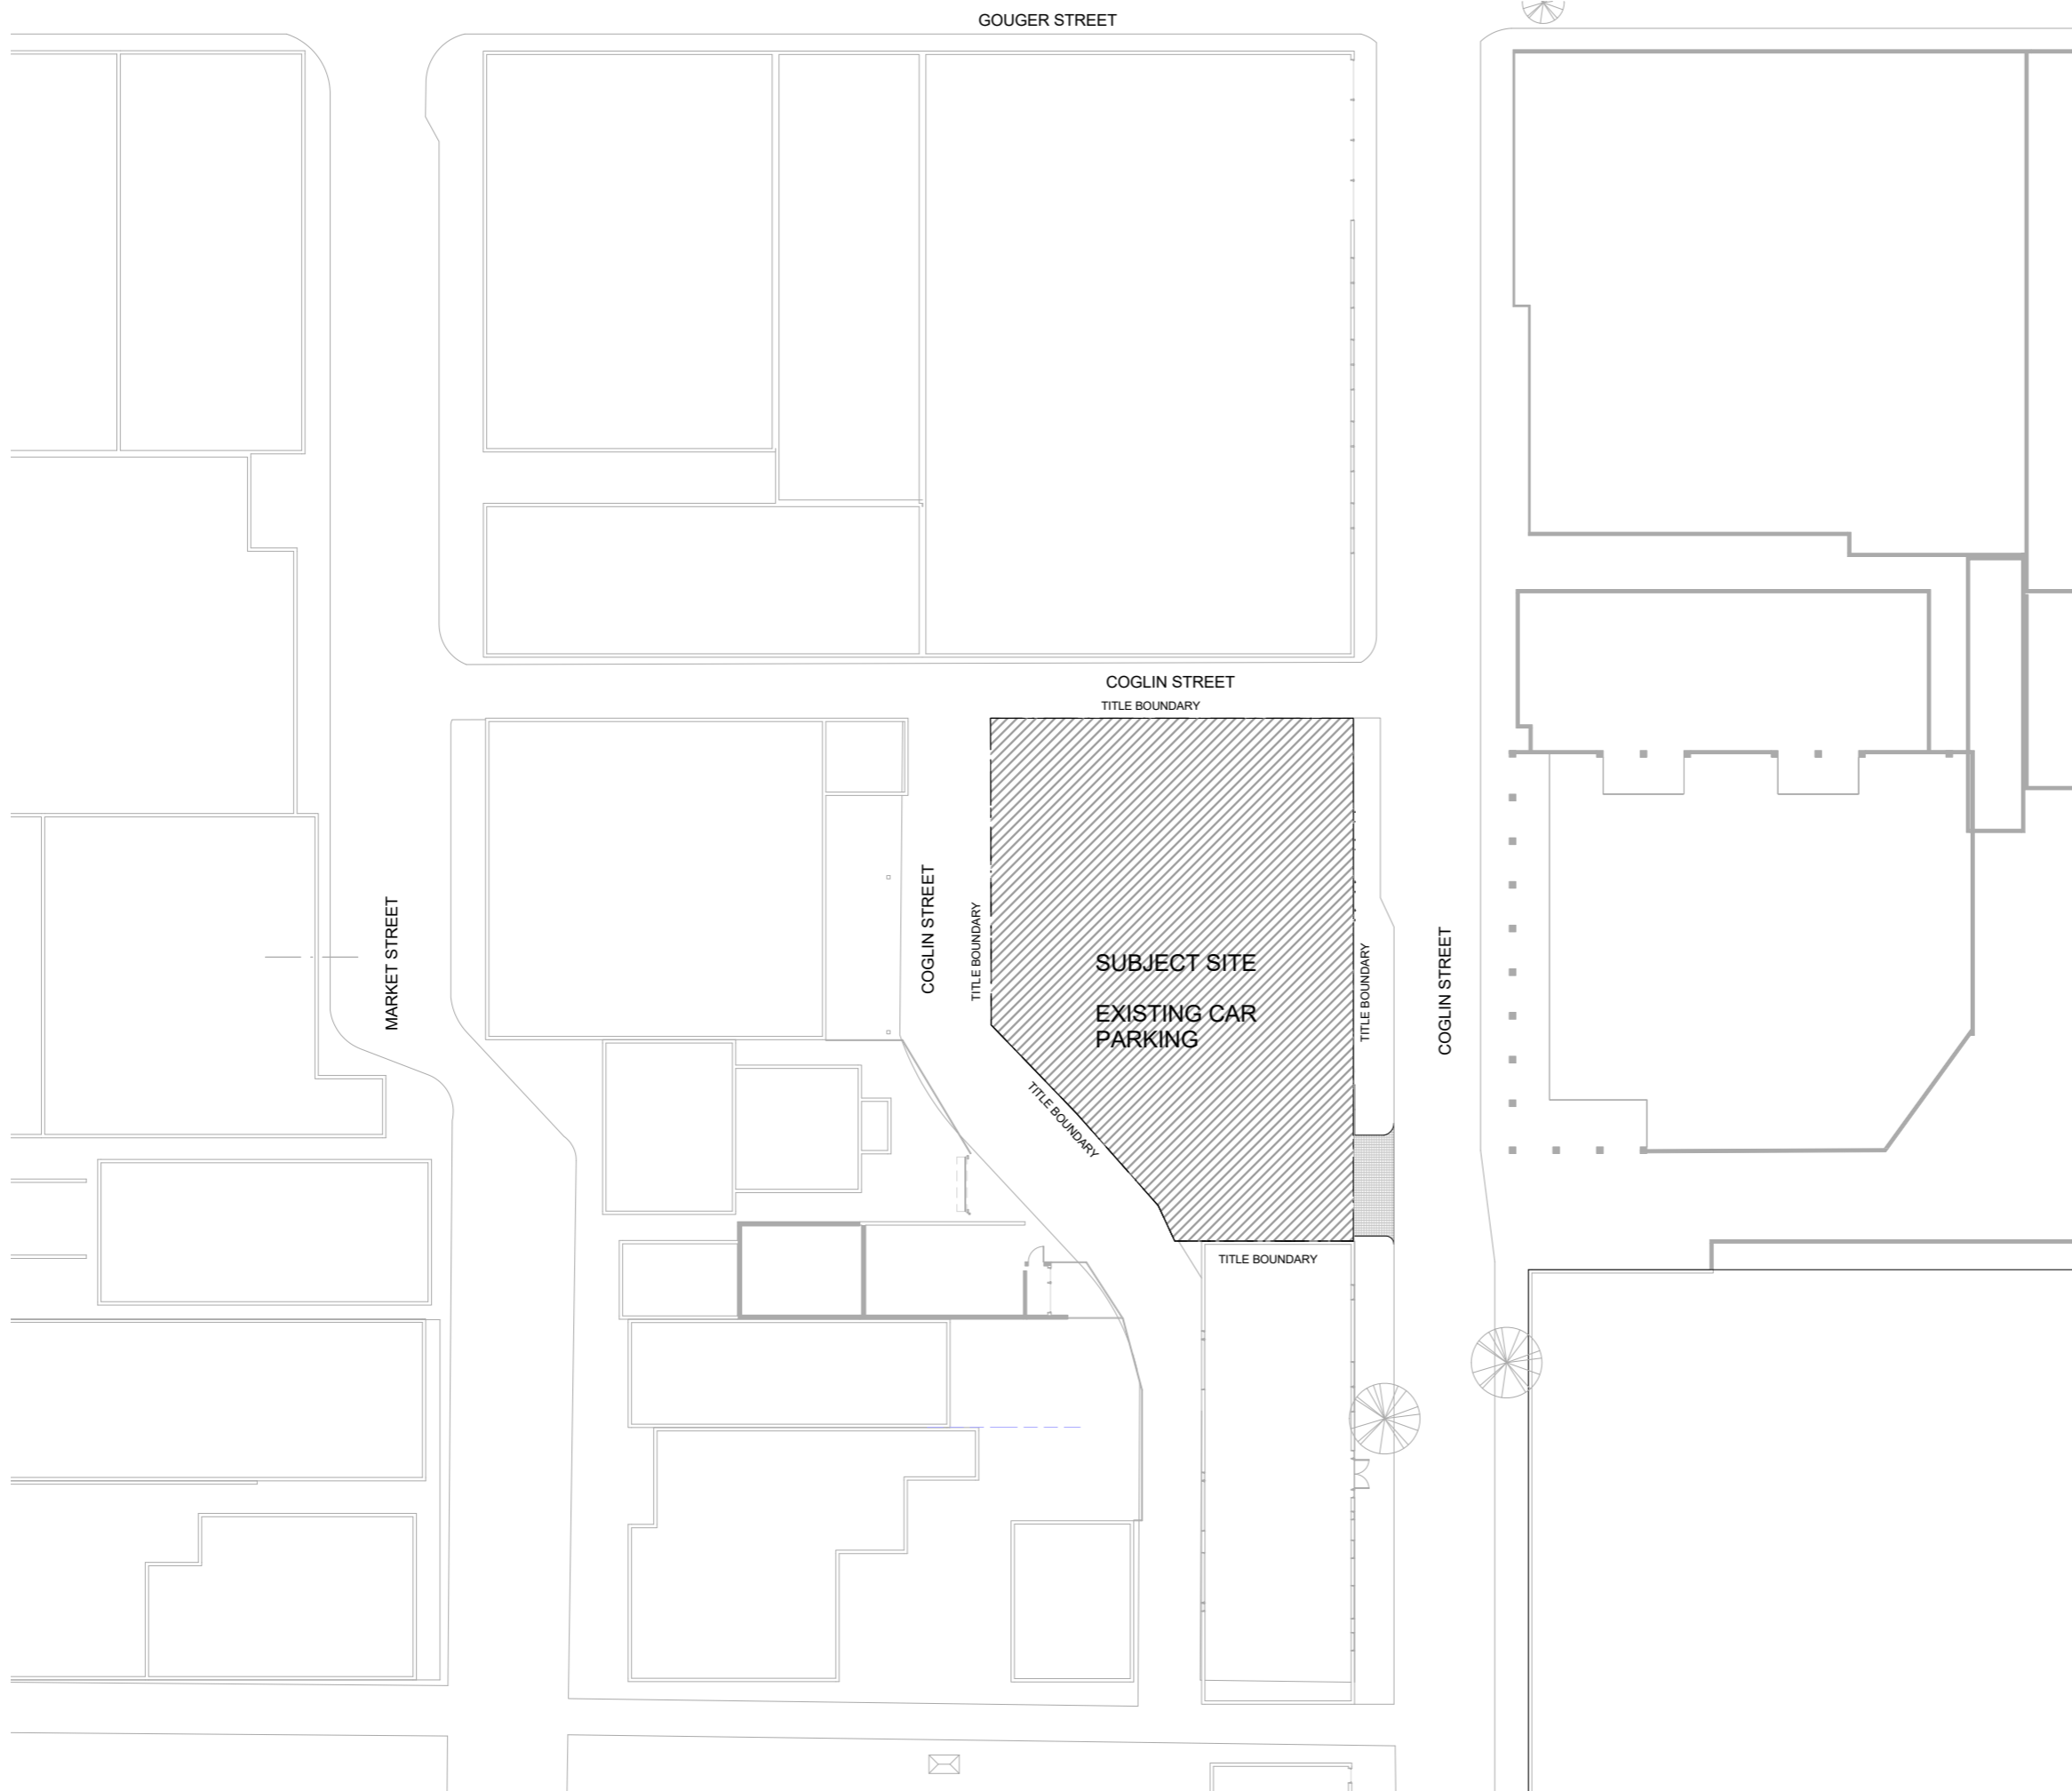 GOUGER STREET
COGLIN STREET
TITLE BOUNDARY
MARKET STREET
COGLIN STREET
TITLE BOUNDARY
SUBJECT SITE
EXISTING CAR
PARKING
TITLE BOUNDARY
COGLIN STREET
TITLE BOUNDARY
TITLE BOUNDARY